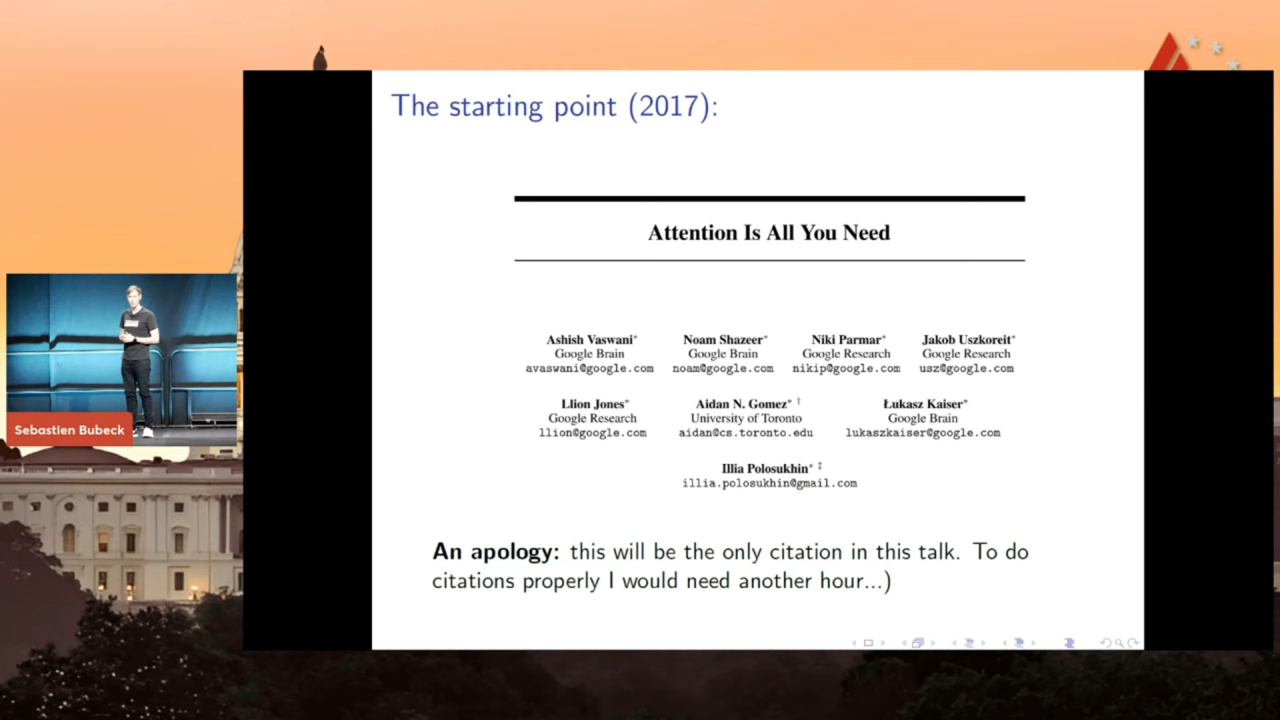 The starting point (2017):
Attention Is All You Need
Ashish Vaswani* Noam Shazeer* Niki Parmar* Jakob Uszkoreit*
Google Brain Google Brain Google Research Google Research
avaswani@google.com noam@google.com nikip@google.com usz@google.com
Llion Jones* Aidan N. Gomez* † Łukasz Kaiser*
Google Research University of Toronto Google Brain
llion@google.com aidan@cs.toronto.edu lukaszkaiser@google.com
Illia Polosukhin* ‡
illia.polosukhin@gmail.com
Sebastien Bubeck
An apology: this will be the only citation in this talk. To do
citations properly I would need another hour...)